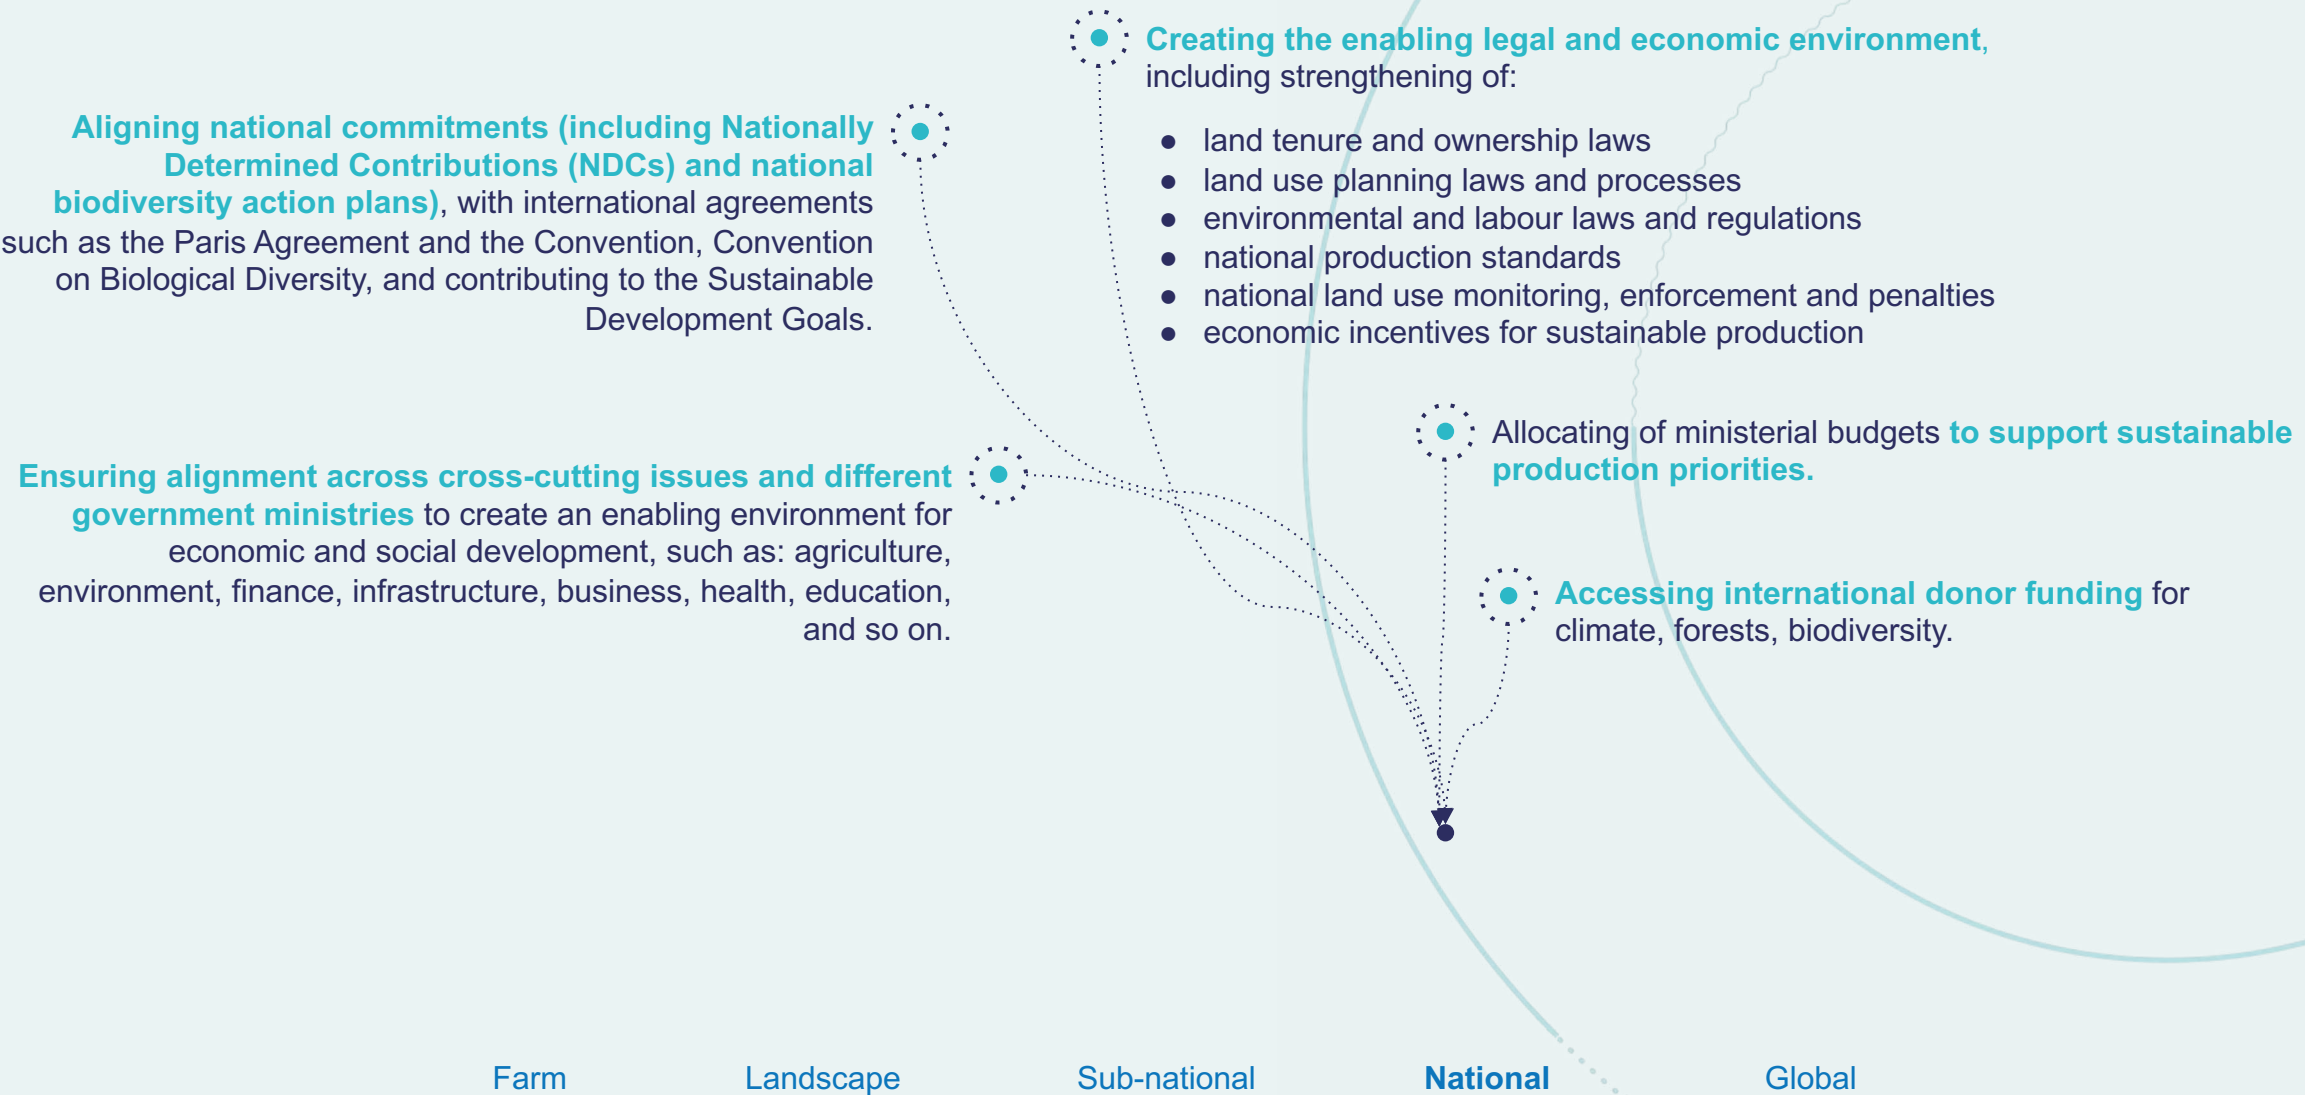 Creating the enabling legal and economic environment,
including strengthening of:
● land tenure and ownership laws
● land use planning laws and processes
● environmental and labour laws and regulations
● national production standards
● national land use monitoring, enforcement and penalties
● economic incentives for sustainable production
Aligning national commitments (including Nationally
Determined Contributions (NDCs) and national
biodiversity action plans), with international agreements
such as the Paris Agreement and the Convention, Convention
on Biological Diversity, and contributing to the Sustainable
Development Goals.
Allocating of ministerial budgets to support sustainable
production priorities.
Ensuring alignment across cross-cutting issues and different
government ministries to create an enabling environment for
economic and social development, such as: agriculture,
environment, finance, infrastructure, business, health, education,
and so on.
Accessing international donor funding for
climate, forests, biodiversity.
Farm Landscape Sub-national National Global